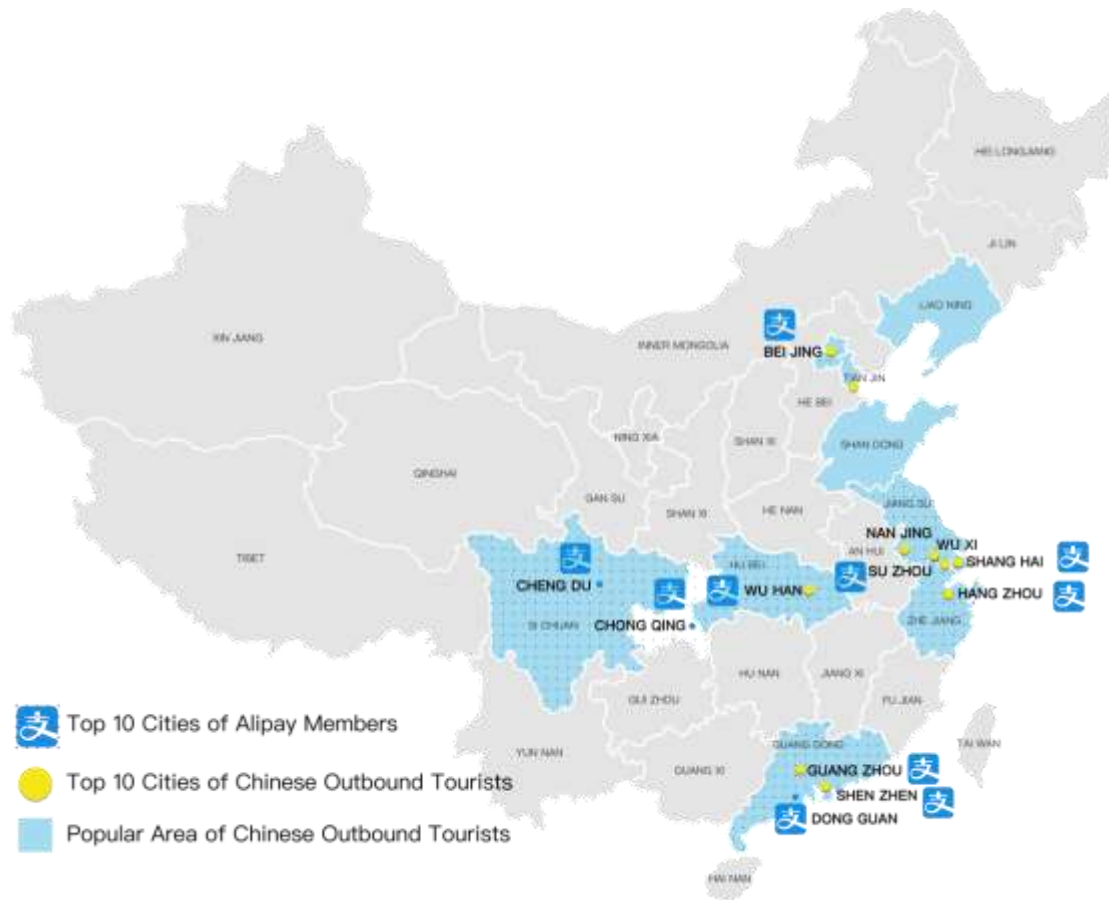 HEI LONGJIANG
JI LIN
LIAO NING
XIN JIANG
INNER MONGOLIA
BEI JING
TIAN JIN
HE BEI
NING XIA
SHAN XI
SHAN DONG
QINGHAI
GAN SU
SHAN XI
HE NAN
JIANG SU
NAN JING
WU XI
TIBET
AN HUI
SHANG HAI
HU BEI
SU ZHOU
CHENG DU
WU HAN
HANG ZHOU
SI CHUAN
CHONG QING
ZHE JIANG
HU NAN
JIANG XI
GUI ZHOU
FU JIAN
支 Top 10 Cities of Alipay Members
YUN NAN
GUANG DONG
TAI WAN
GUANG XI
GUANG ZHOU
Top 10 Cities of Chinese Outbound Tourists
SHEN ZHEN
DONG GUAN
Popular Area of Chinese Outbound Tourists
HAI NAN